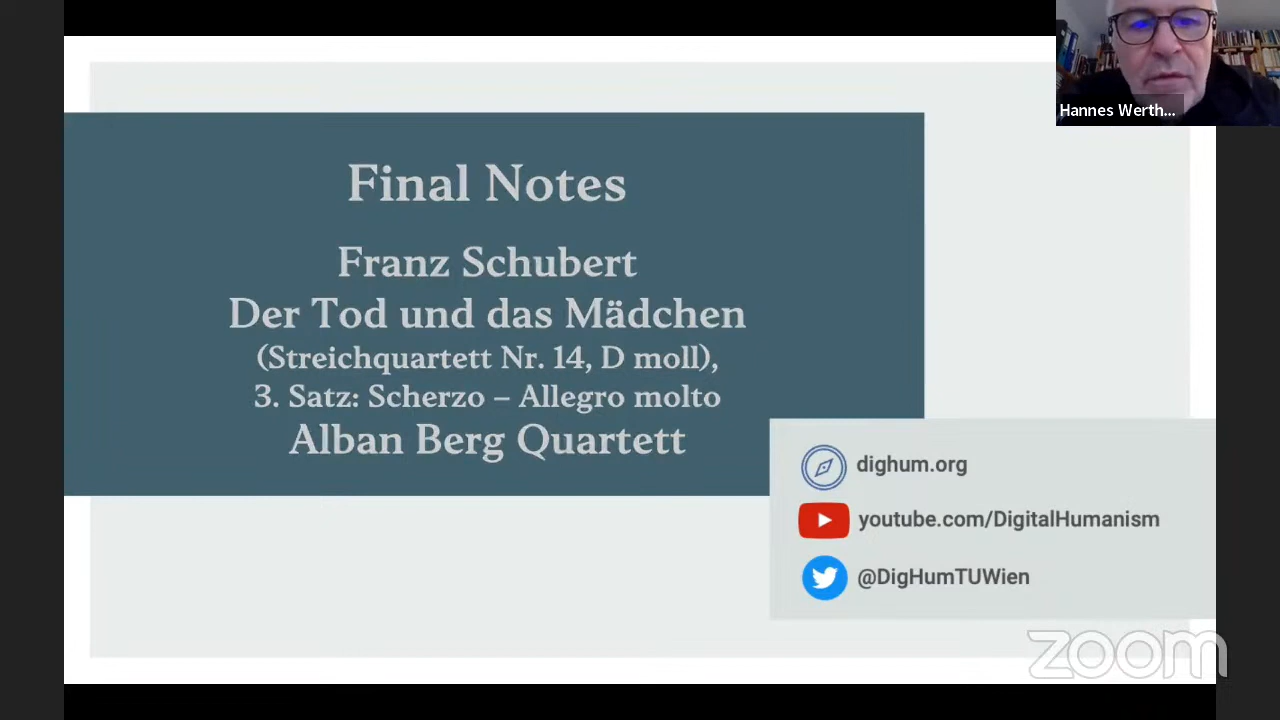 Final Notes
Franz Schubert
Der Tod und das Mädchen
(Streichquartett Nr. 14, D moll),
3. Satz: Scherzo – Allegro molto
Alban Berg Quartett
dighum.org
youtube.com/DigitalHumanism
@DigHumTUWien
Hannes Werth...
zoom